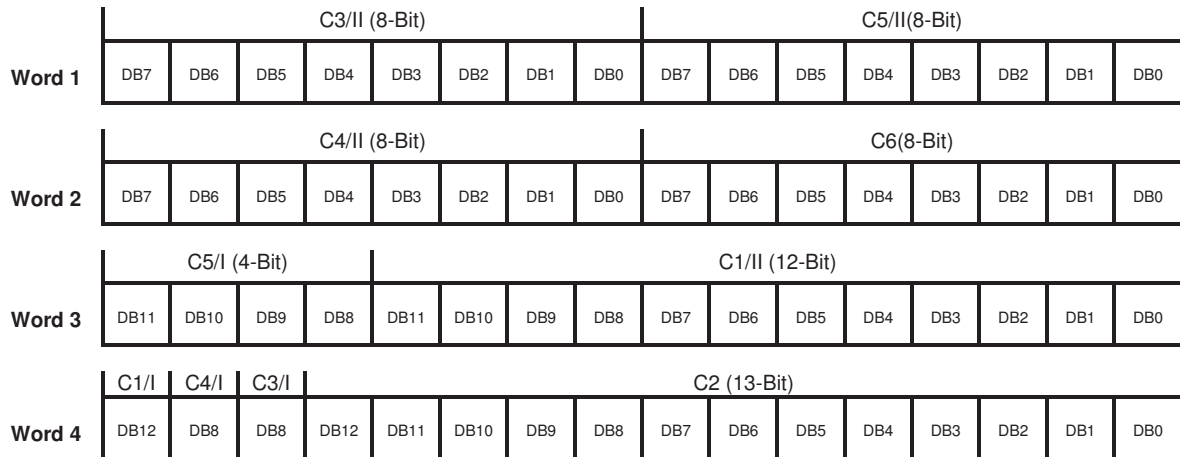 C3/II (8-Bit) C5/II(8-Bit)
Word 1 DB7 DB6 DB5 DB4 DB3 DB2 DB1 DB0 DB7 DB6 DB5 DB4 DB3 DB2 DB1 DB0
C4/II (8-Bit) C6(8-Bit)
Word 2 DB7 DB6 DB5 DB4 DB3 DB2 DB1 DB0 DB7 DB6 DB5 DB4 DB3 DB2 DB1 DB0
C5/I (4-Bit) C1/II (12-Bit)
Word 3 DB11 DB10 DB9 DB8 DB11 DB10 DB9 DB8 DB7 DB6 DB5 DB4 DB3 DB2 DB1 DB0
C1/I C4/I C3/I C2 (13-Bit)
Word 4 DB12 DB8 DB8 DB12 DB11 DB10 DB9 DB8 DB7 DB6 DB5 DB4 DB3 DB2 DB1 DB0